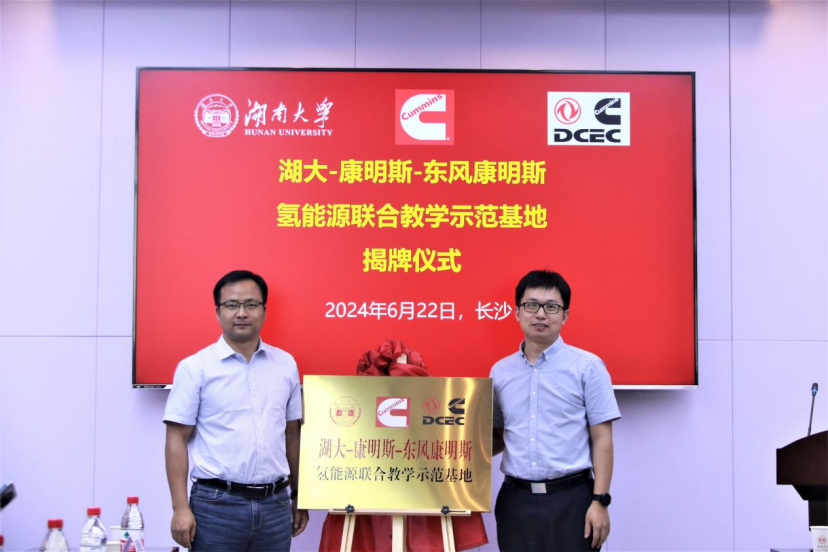 湖南大学
HUNAN UNIVERSITY
Cummins
Cummins
DCEC
湖大-康明斯-东风康明斯
氢能源联合教学示范基地
揭牌仪式
2024年6月22日，长沙
Cummins
Cummins
DCEC
湖大-康明斯-东风康明斯
氢能源联合教学示范基地